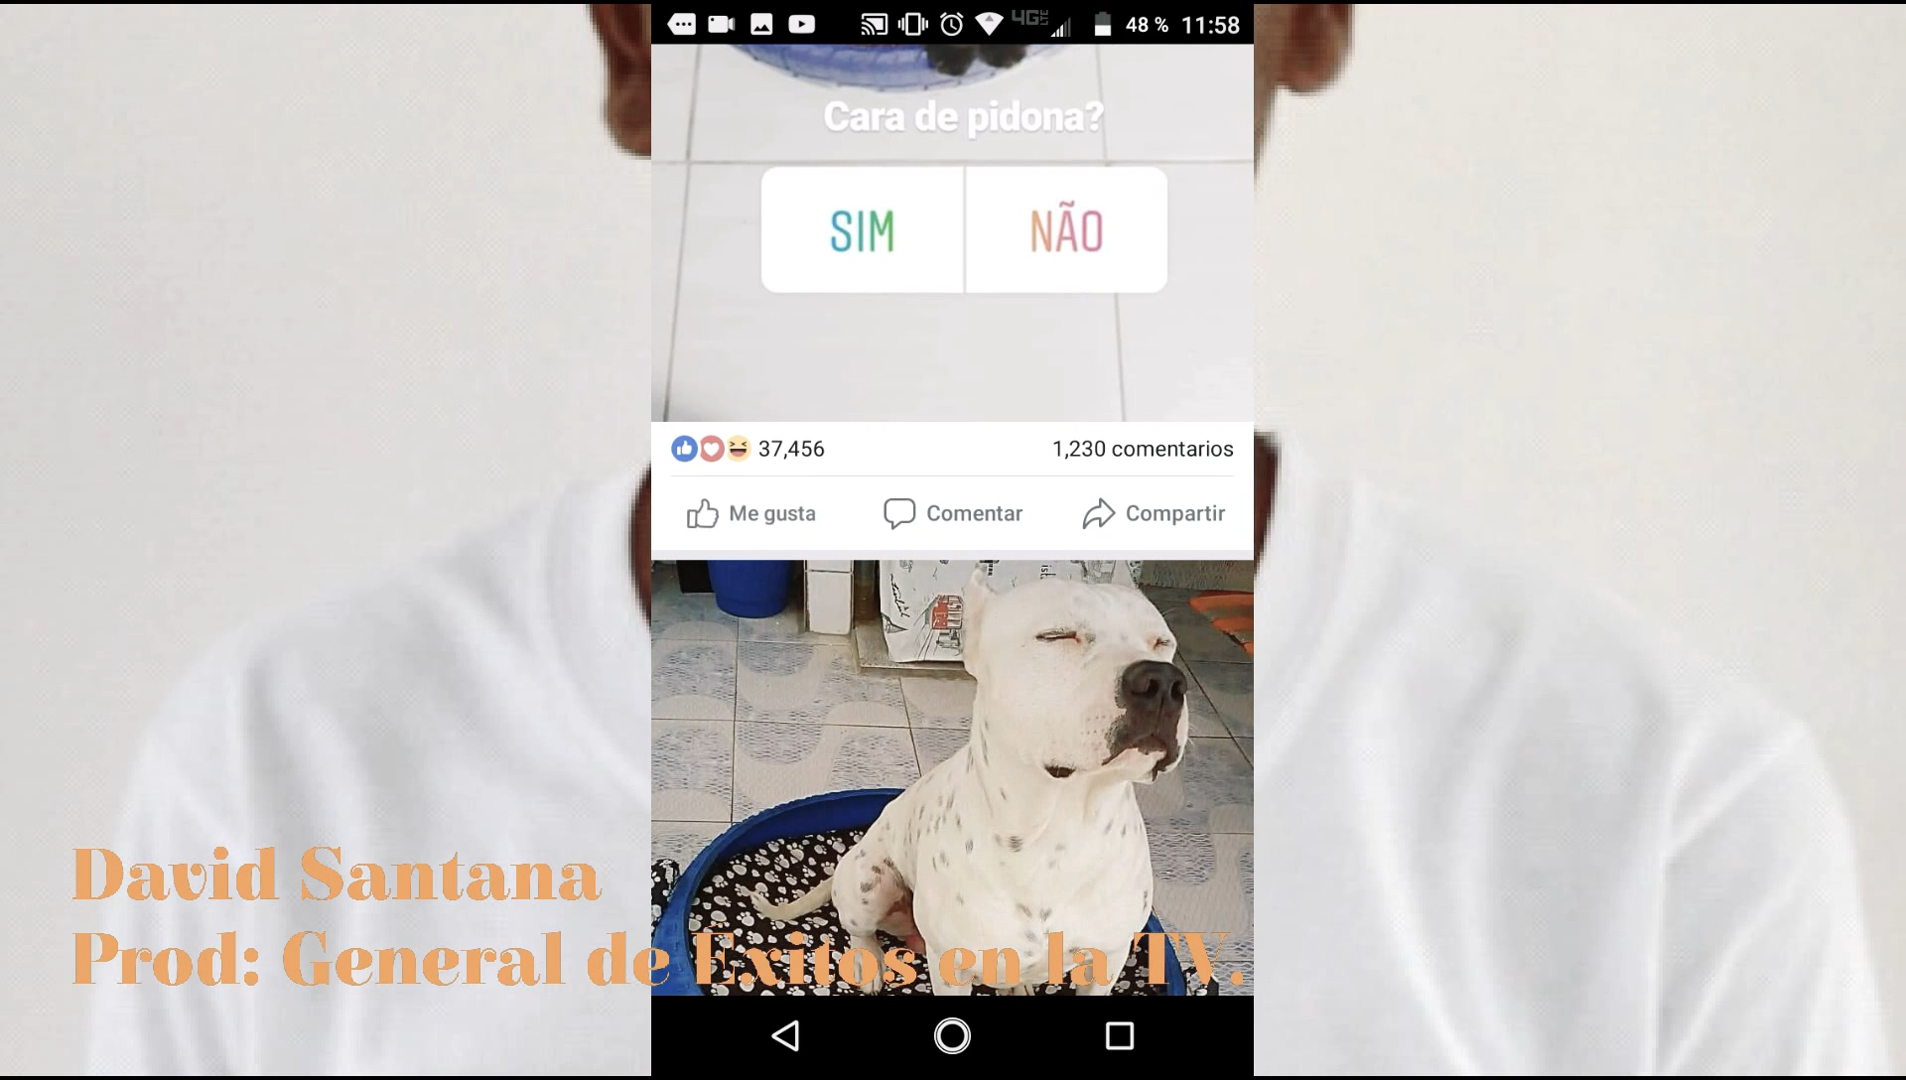 48 % 11:58
Cara de pidona?
SIM NÃO
37,456 1,230 comentarios
Me gusta Comentar Compartir
David Santana
Prod: General de Éxitos en la TV.